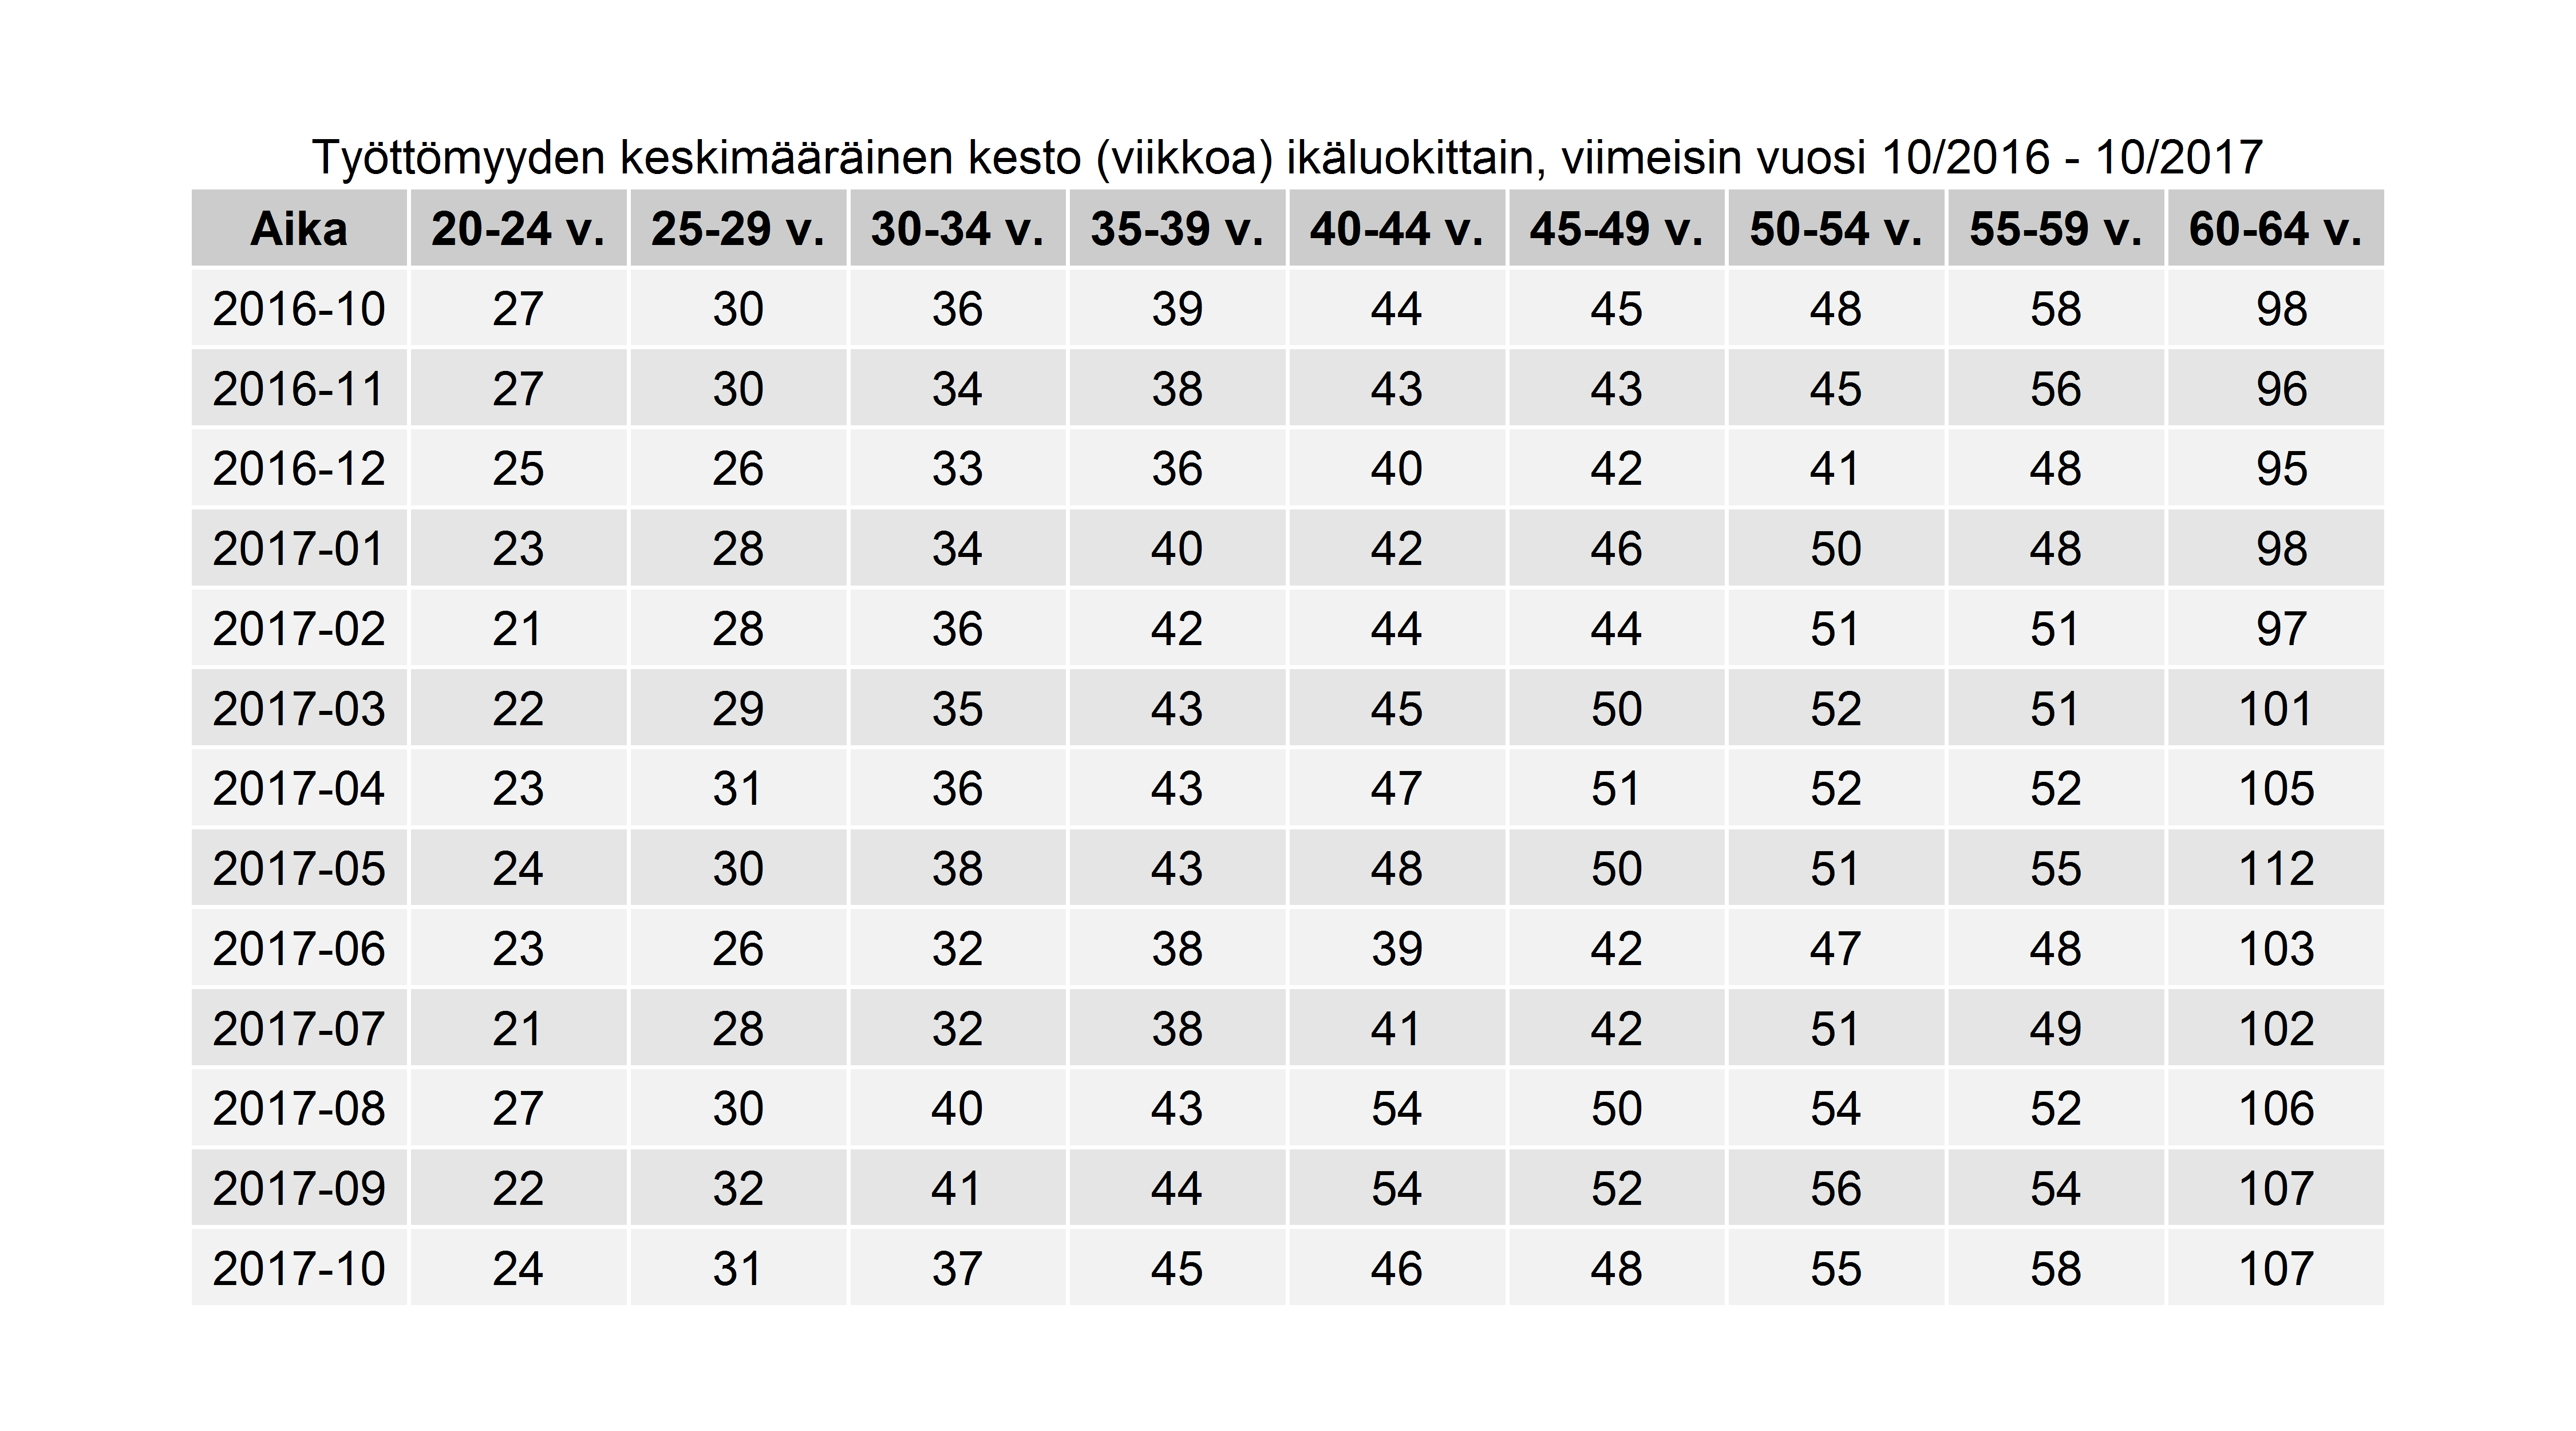 Työttömyyden keskimääräinen kesto (viikkoa) ikäluokittain, viimeisin vuosi 10/2016 - 10/2017
Aika 20-24 v. 25-29 v. 30-34 v. 35-39 v. 40-44 v. 45-49 v. 50-54 v. 55-59 v. 60-64 v.
2016-10 27 30 36 39 44 45 48 58 98
2016-11 27 30 34 38 43 43 45 56 96
2016-12 25 26 33 36 40 42 41 48 95
2017-01 23 28 34 40 42 46 50 48 98
2017-02 21 28 36 42 44 44 51 51 97
2017-03 22 29 35 43 45 50 52 51 101
2017-04 23 31 36 43 47 51 52 52 105
2017-05 24 30 38 43 48 50 51 55 112
2017-06 23 26 32 38 39 42 47 48 103
2017-07 21 28 32 38 41 42 51 49 102
2017-08 27 30 40 43 54 50 54 52 106
2017-09 22 32 41 44 54 52 56 54 107
2017-10 24 31 37 45 46 48 55 58 107